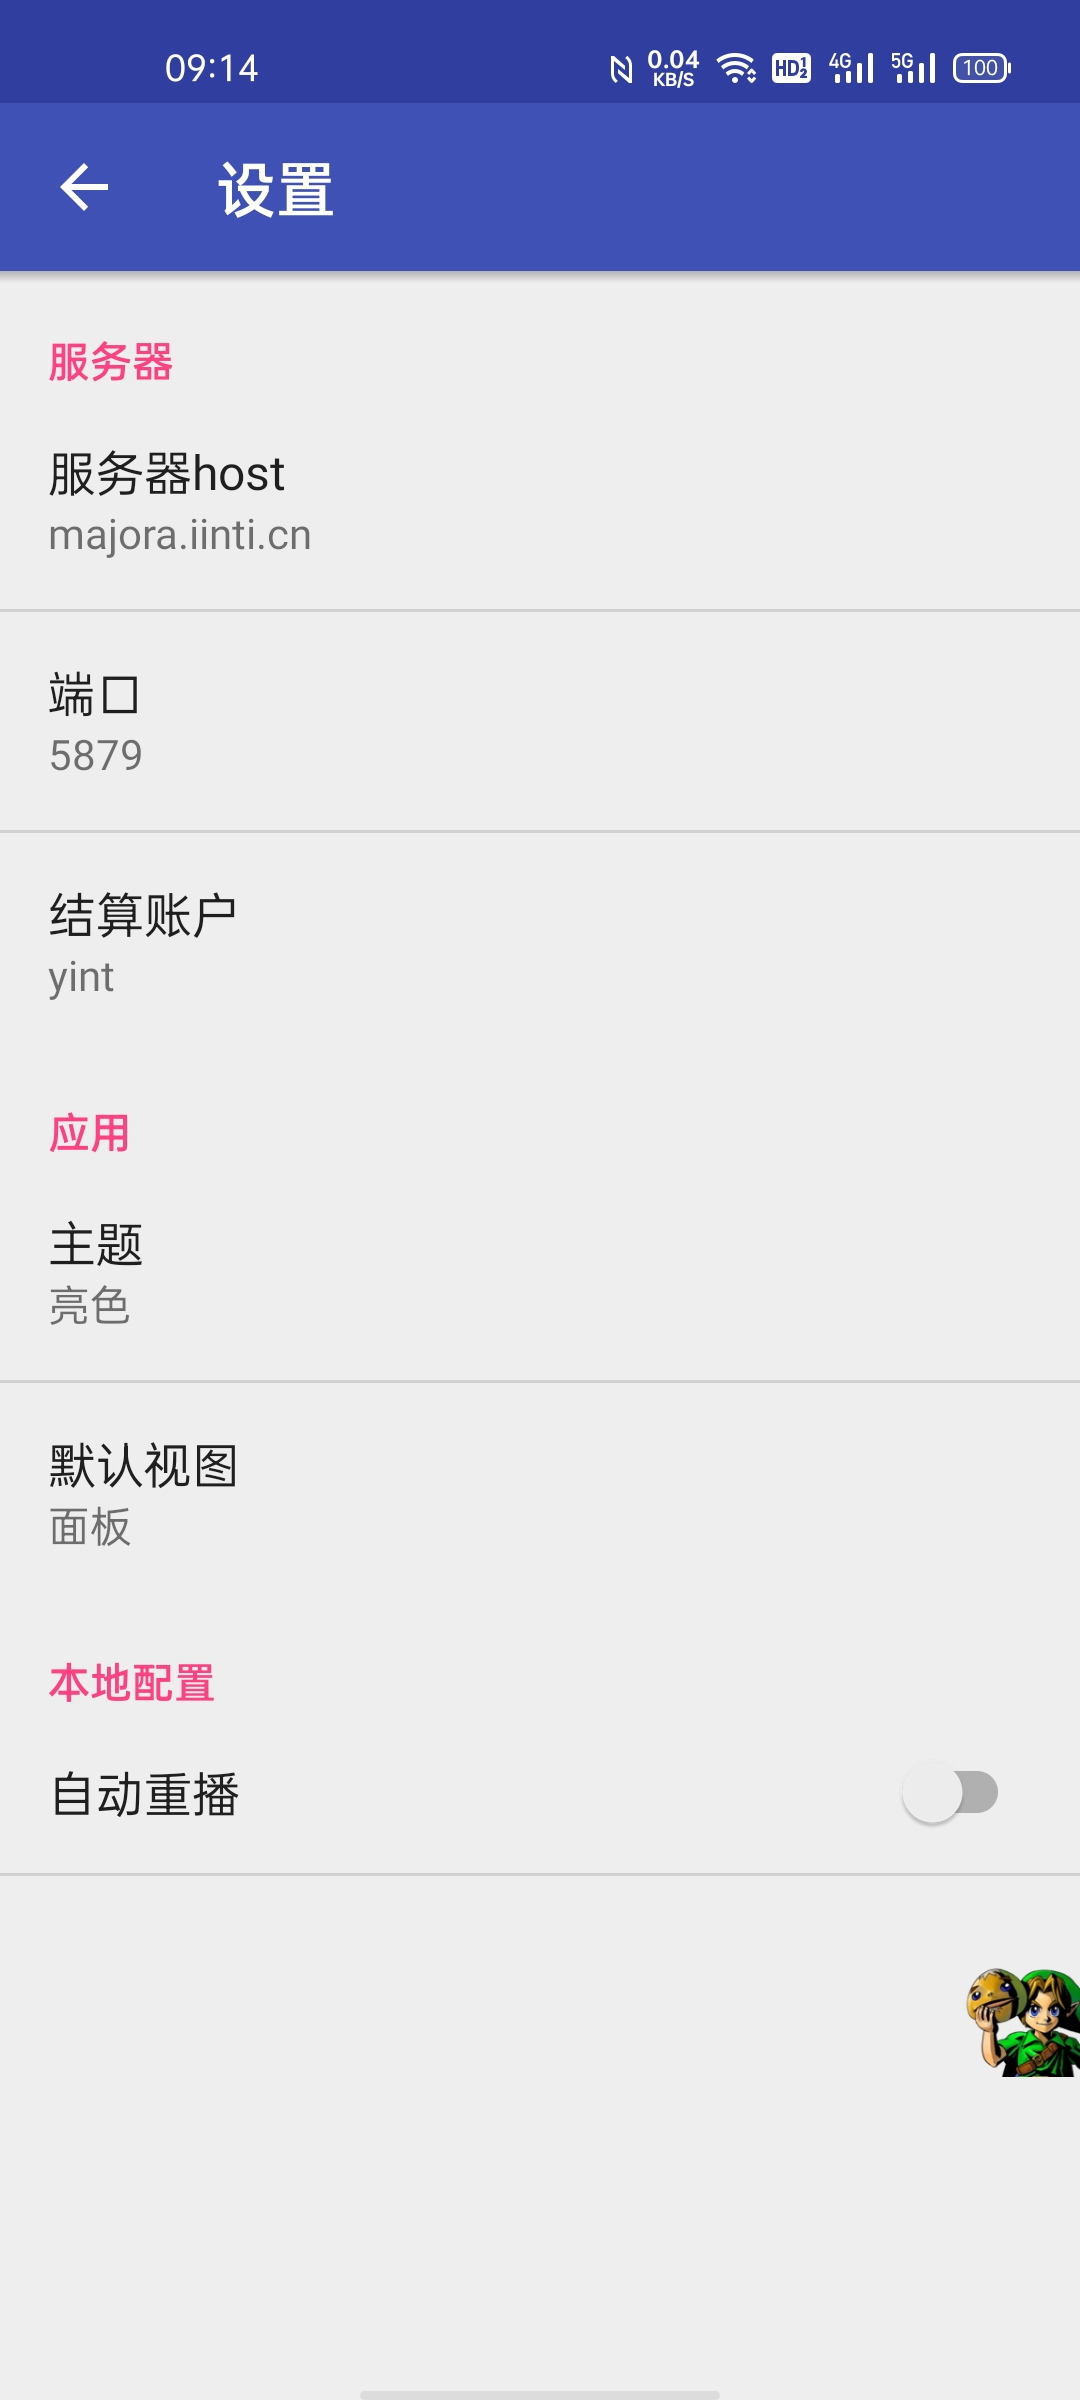 09:14
0.04
KB/S
HD 1 2
4G
5G
100
设置
服务器
服务器host
majora.iinti.cn
端口
5879
结算账户
yint
应用
主题
亮色
默认视图
面板
本地配置
自动重播